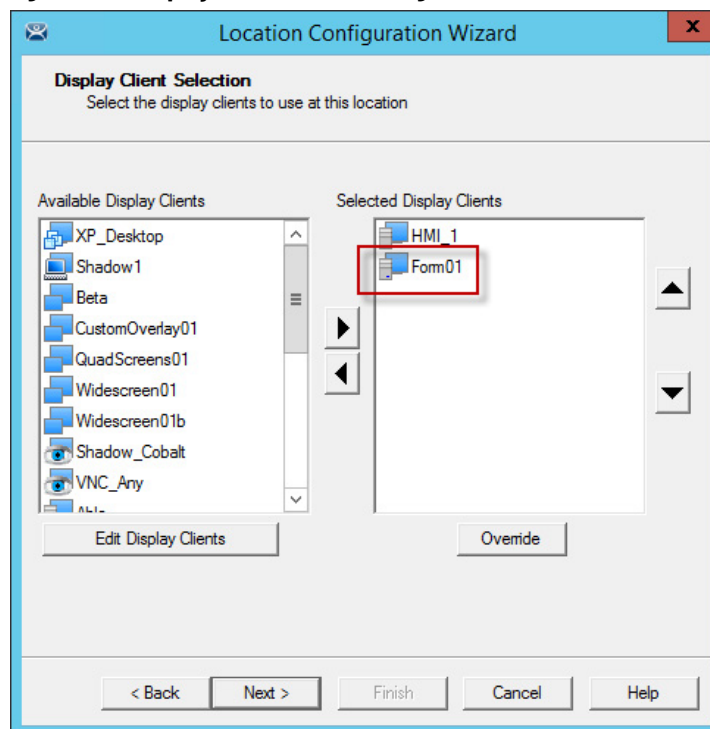 Location Configuration Wizard
x
Display Client Selection
Select the display clients to use at this location
Available Display Clients
Selected Display Clients
XP_Desktop
Shadow1
Beta
CustomOverlay01
QuadScreens01
Widescreen01
Widescreen01b
Shadow_Cobalt
VNC_Any
HMI_1
Form01
Edit Display Clients
Override
< Back
Next >
Finish
Cancel
Help